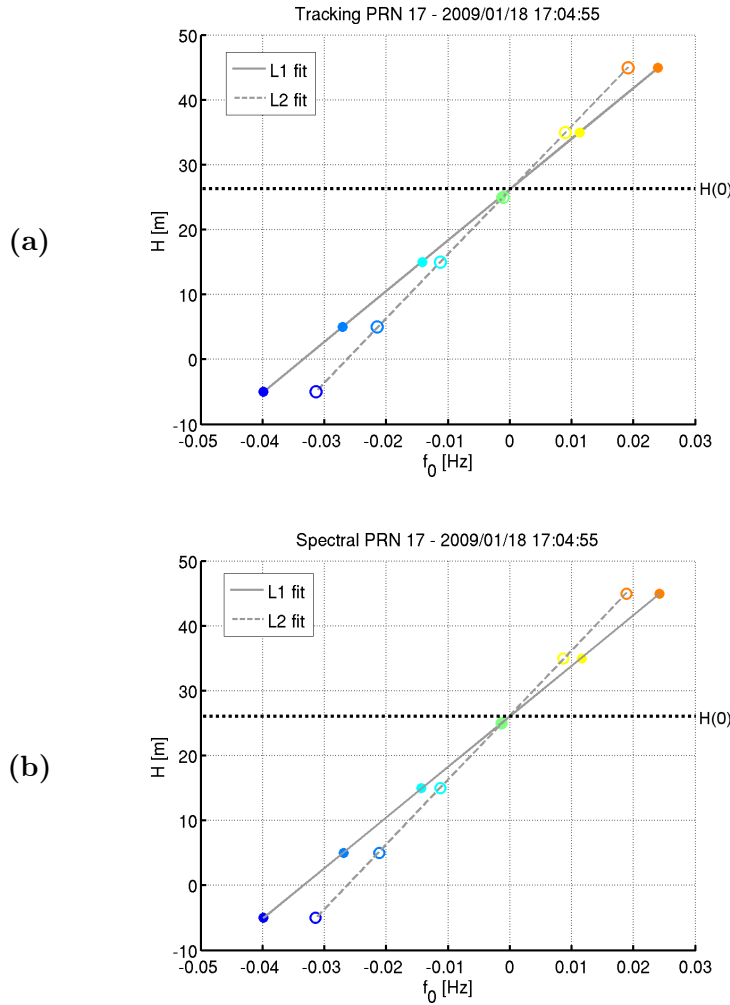 Tracking PRN 17 - 2009/01/18 17:04:55
50
40
30
20
10
0
-10
L1 fit
L2 fit
H(0)
H [m]
(a)
-0.05 -0.04 -0.03 -0.02 -0.01 0 0.01 0.02 0.03
f0 [Hz]
Spectral PRN 17 - 2009/01/18 17:04:55
50
40
30
20
10
0
-10
L1 fit
L2 fit
H(0)
H [m]
(b)
-0.05 -0.04 -0.03 -0.02 -0.01 0 0.01 0.02 0.03
f0 [Hz]